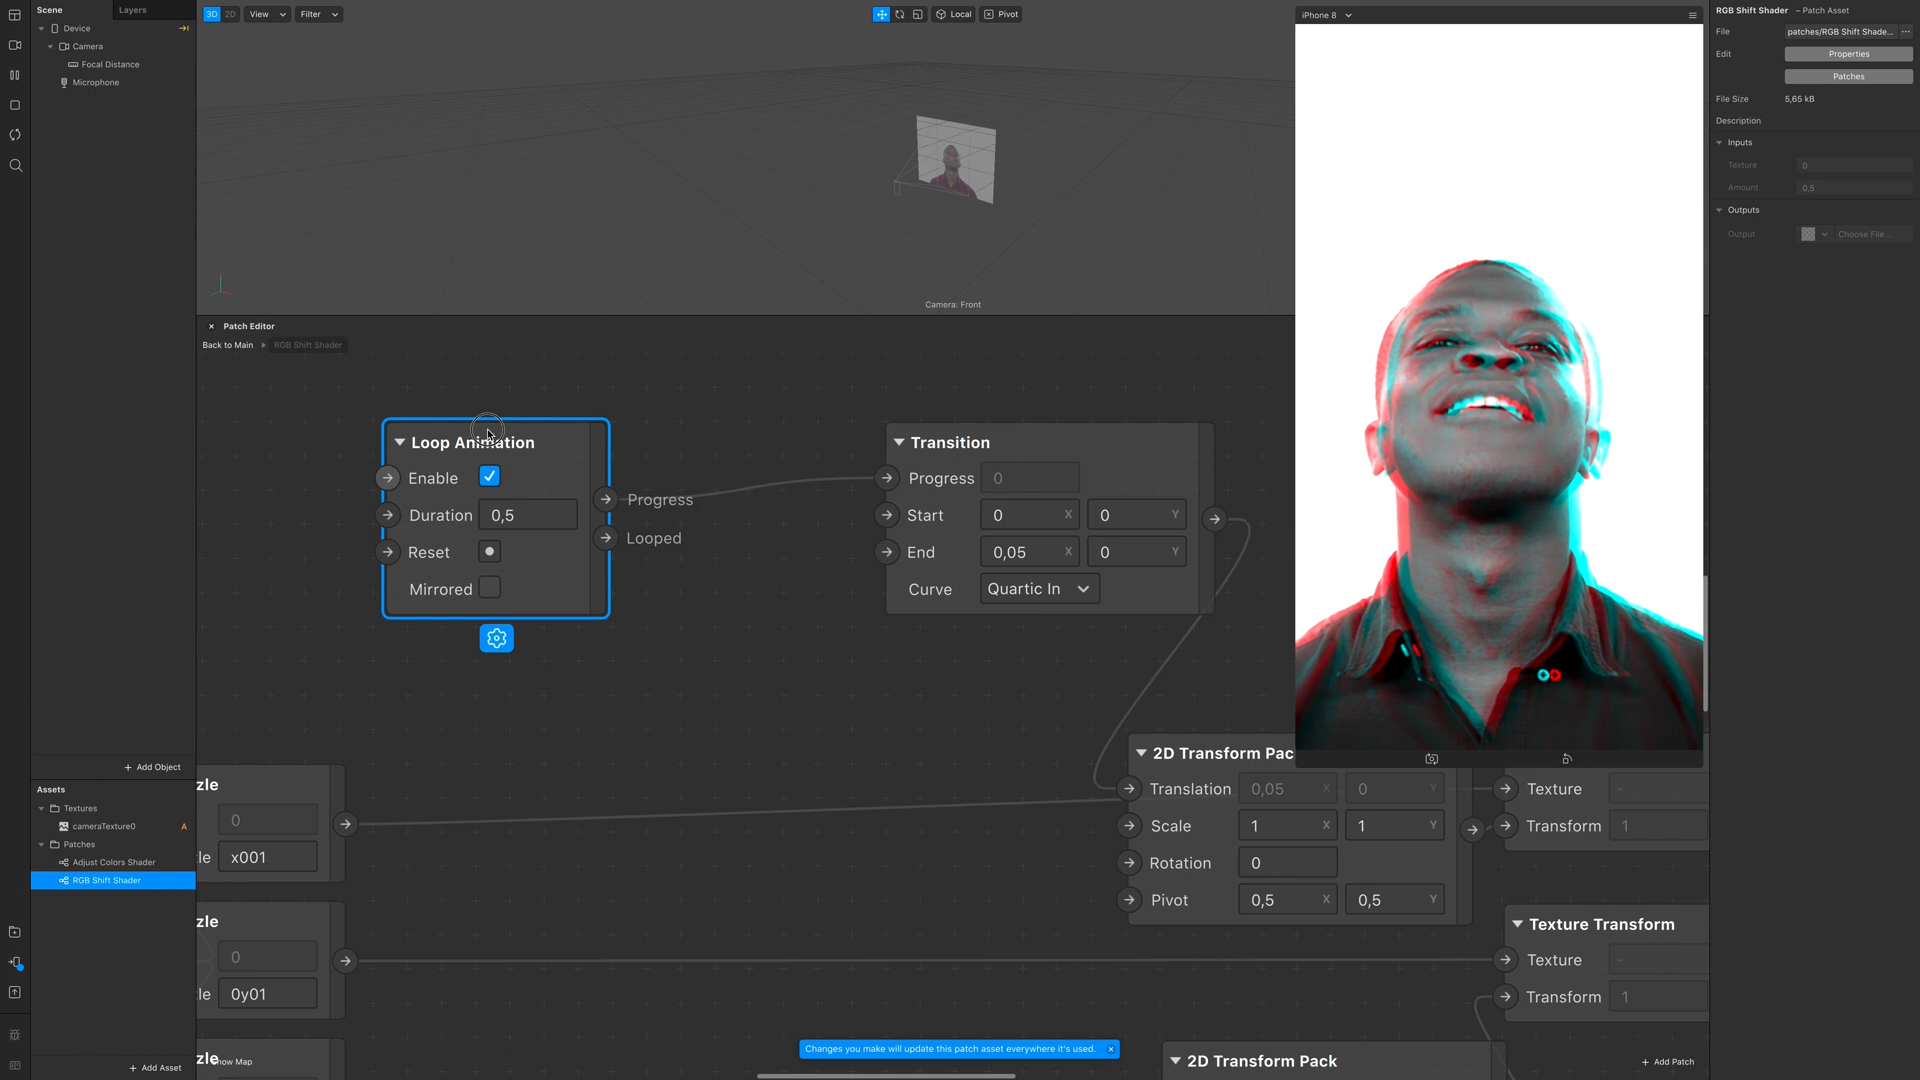 Scene
Layers
Device
Camera
Focal Distance
Microphone
+ Add Object
Assets
Textures
cameraTexture0
A
Patches
Adjust Colors Shader
RGB Shift Shader
+ Add Asset
3D
2D
View
Filter
Local
Pivot
Camera: Front
Patch Editor
Back to Main
RGB Shift Shader
Loop Animation
Enable
Duration
0,5
Reset
Mirrored
Progress
Looped
Transition
Progress
0
Start
0
X
0
Y
End
0,05
X
0
Y
Curve
Quartic In
zle
0
le
x001
zle
0
le
0y01
zle
ow Map
2D Transform Pac
Translation
0,05
X
0
Scale
1
X
1
Y
Rotation
0
Pivot
0,5
X
0,5
Y
Texture
-
Transform
1
Texture Transform
Texture
-
Transform
1
2D Transform Pack
Changes you make will update this patch asset everywhere it's used.
+ Add Patch
iPhone 8
RGB Shift Shader – Patch Asset
File
patches/RGB Shift Shade...
Edit
Properties
Patches
File Size
5,65 kB
Description
Inputs
Texture
0
Amount
0,5
Outputs
Output
Choose File...